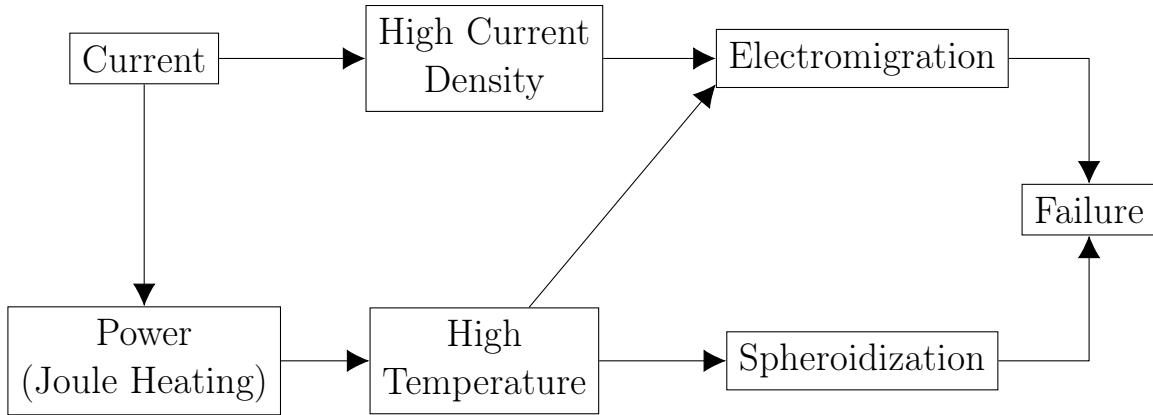 Current
High Current
Density
Electromigration
Failure
Power
(Joule Heating)
High
Temperature
Spheroidization